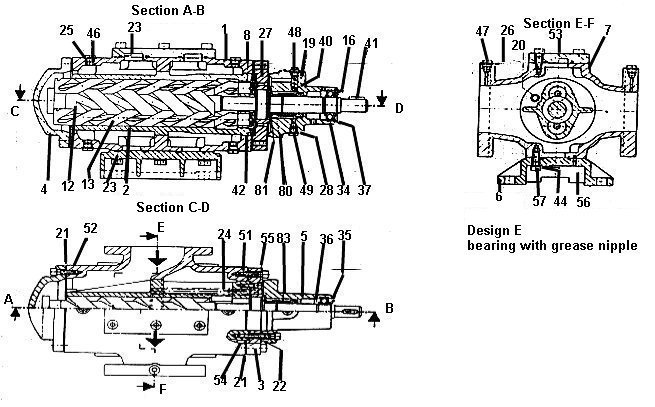 Section A-B
25 46 23 1 8 27 48 19 40 16 41
C D
4 12 13 23 2 42 81 80 49 28 34 37
Section E-F
47 26 20 53 7
6 57 44 56
Design E
bearing with grease nipple
Section C-D
21 52 E 24 51 55 83 5 36 35
A B
F 54 21 3 22